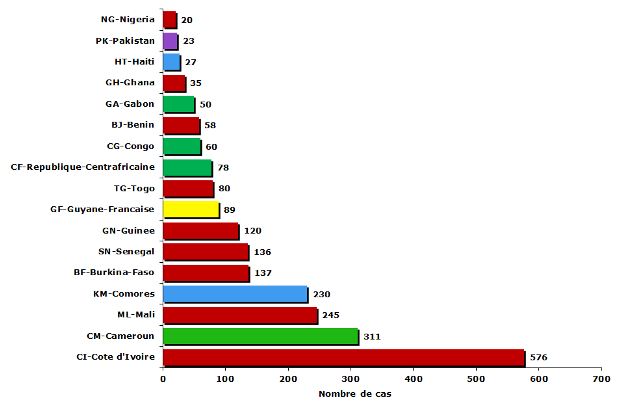 NG-Nigeria 20
PK-Pakistan 23
HT-Haiti 27
GH-Ghana 35
GA-Gabon 50
BJ-Benin 58
CG-Congo 60
CF-Republique-Centrafricaine 78
TG-Togo 80
GF-Guyane-Francaise 89
GN-Guinee 120
SN-Senegal 136
BF-Burkina-Faso 137
KM-Comores 230
ML-Mali 245
CM-Cameroun 311
CI-Cote d'Ivoire 576
0 100 200 300 400 500 600 700
Nombre de cas